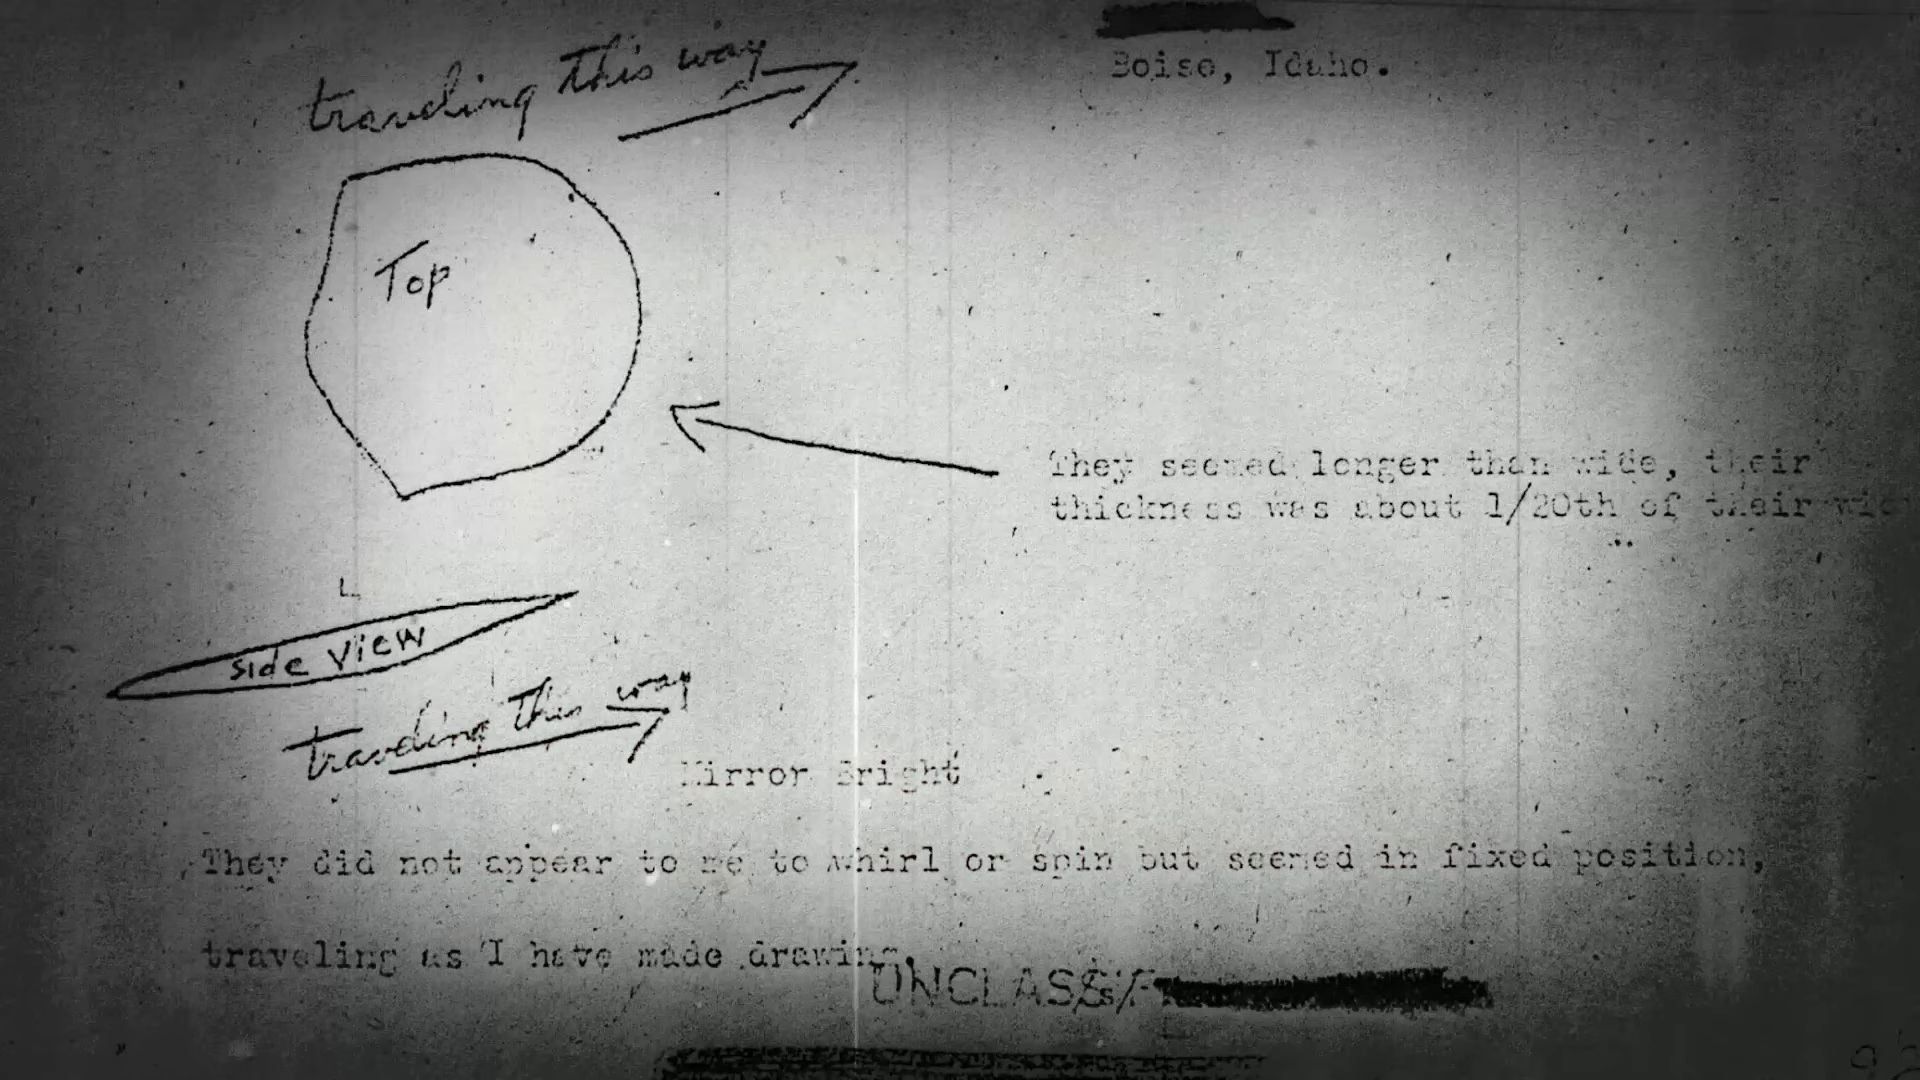 traveling this way
Boise, Idaho.
Top
They seemed longer than wide, their
thickness was about 1/20th of their
side view
traveling this way
Mirror Bright
They did not appear to me to whirl or spin but seemed in fixed position,
traveling as I have made drawing.
UNCLASSIF